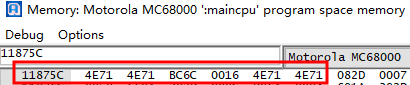 Memory: Motorola MC68000 ':maincpu' program space memory
Debug Options
11875C Motorola MC68000
11875C 4E71 4E71 BC6C 0016 4E71 4E71 082D 0007